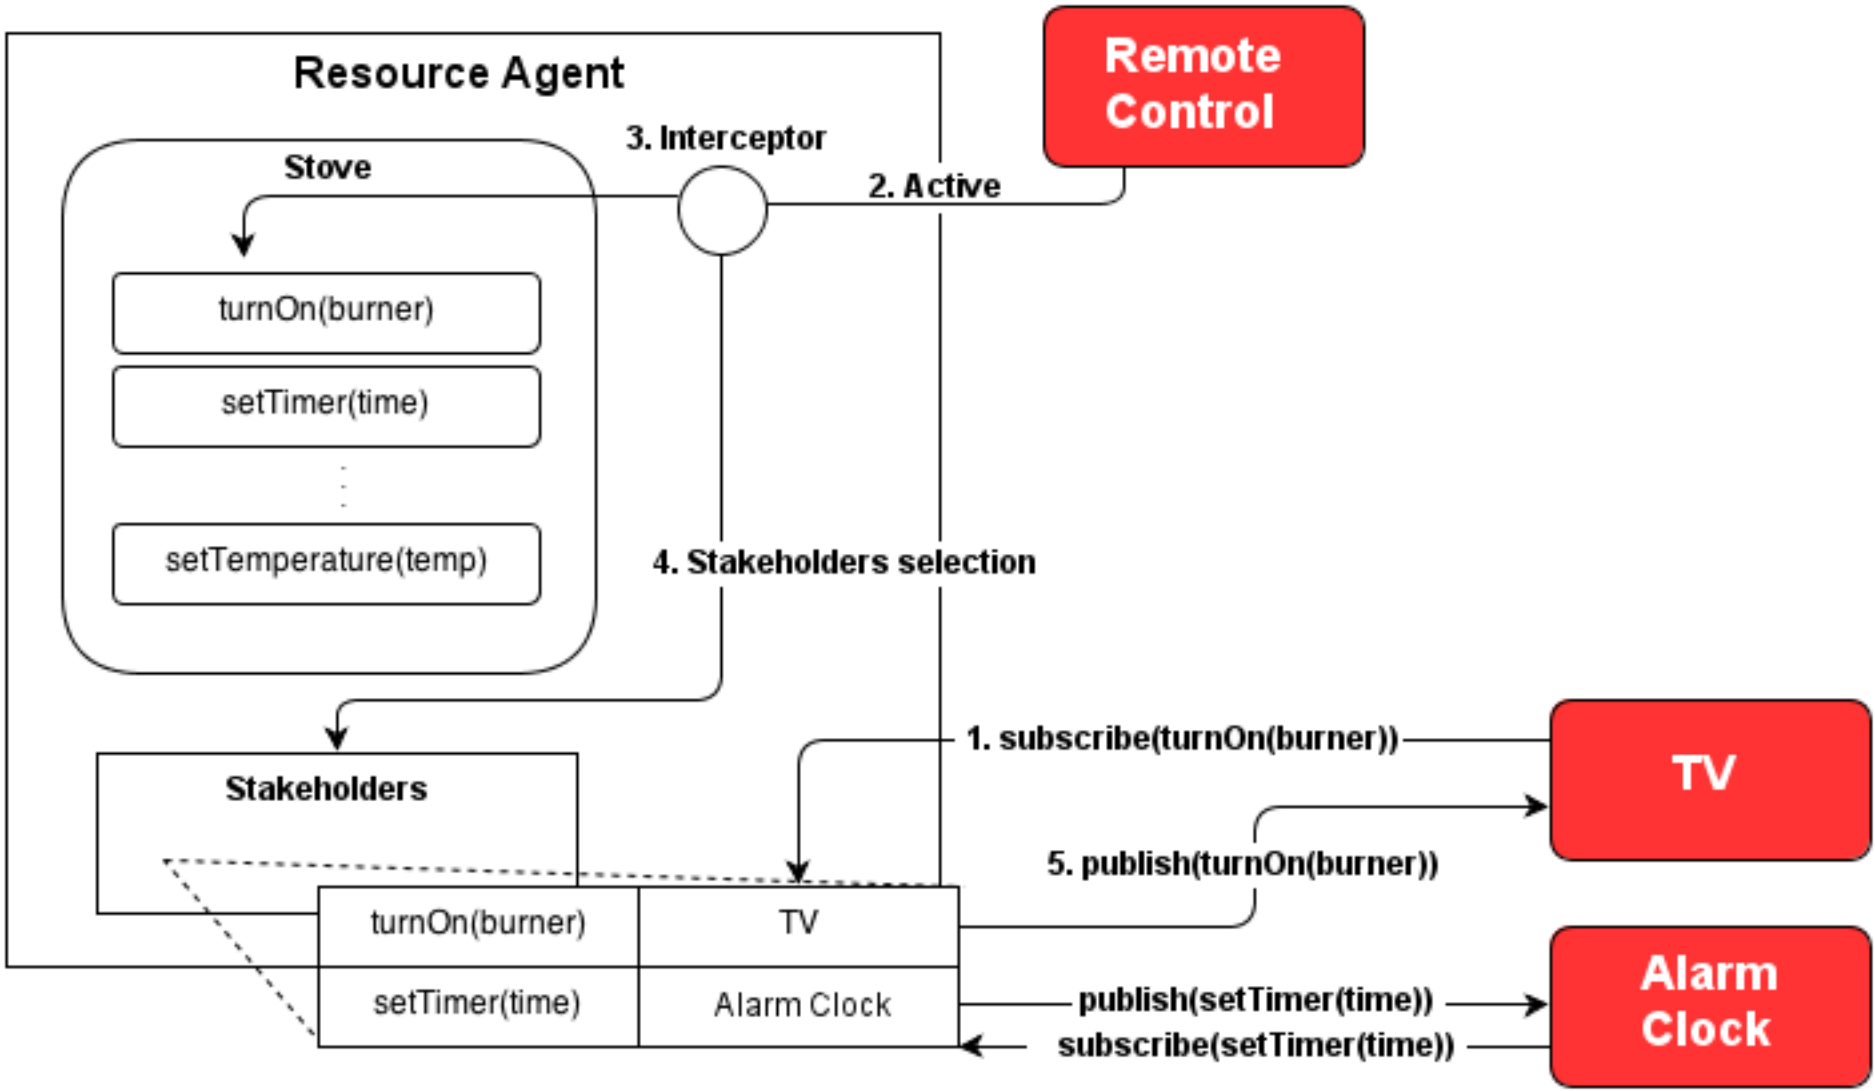 Resource Agent
Remote
Control
3. Interceptor
Stove
2. Active
turnOn(burner)
setTimer(time)
setTemperature(temp)
4. Stakeholders selection
1. subscribe(turnOn(burner))
TV
Stakeholders
5. publish(turnOn(burner))
turnOn(burner)
TV
setTimer(time)
Alarm Clock
publish(setTimer(time))
subscribe(setTimer(time))
Alarm
Clock